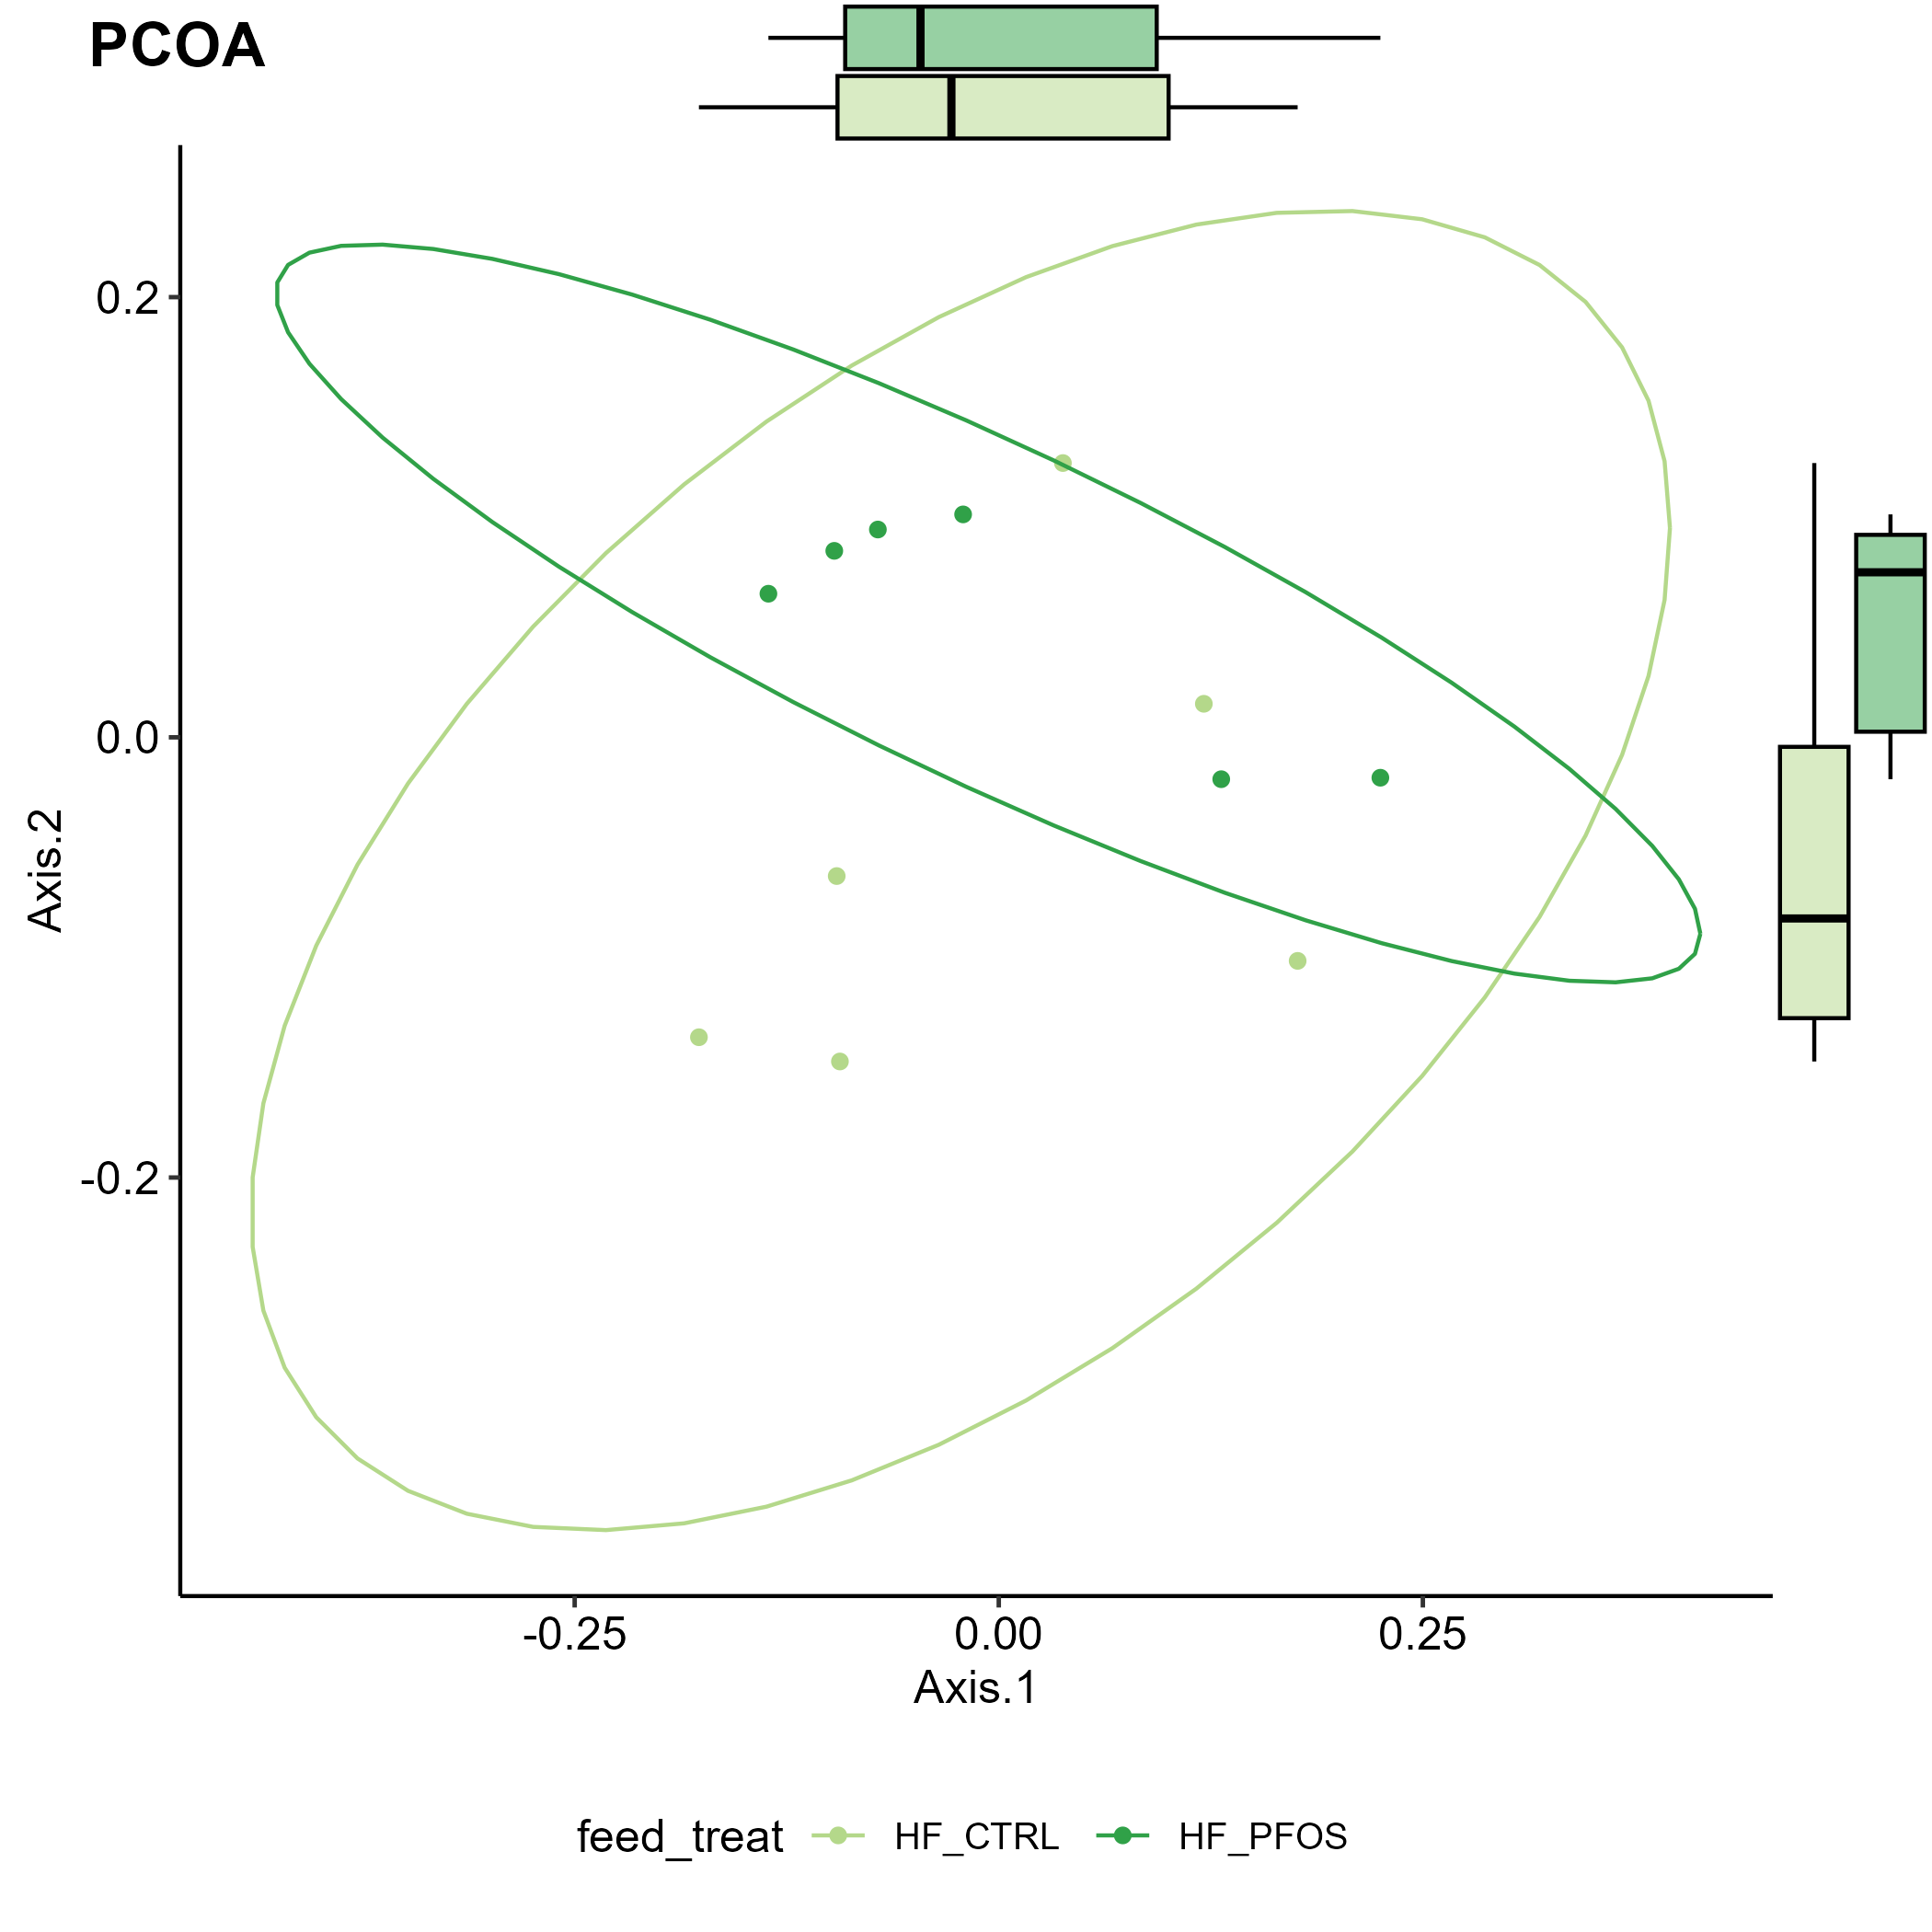 PCOA
0.2
0.0
-0.2
Axis.2
-0.25 0.00 0.25
Axis.1
feed_treat HF_CTRL HF_PFOS